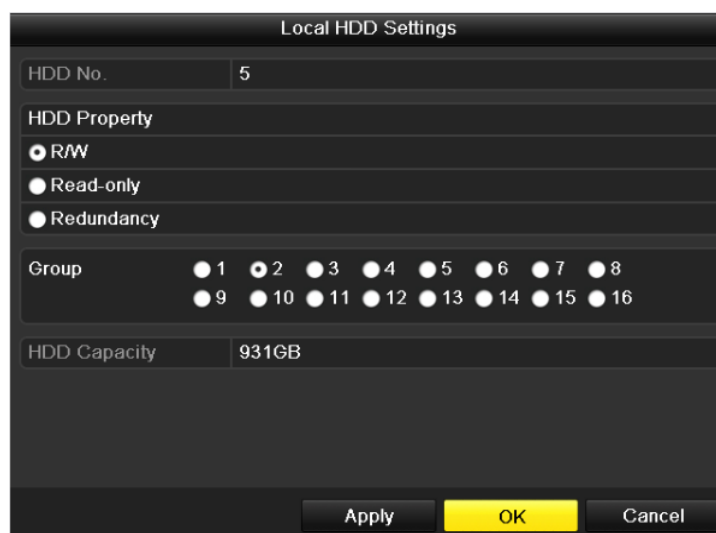 Local HDD Settings
HDD No. 5
HDD Property
R/W
Read-only
Redundancy
Group 1 2 3 4 5 6 7 8
9 10 11 12 13 14 15 16
HDD Capacity 931GB
Apply OK Cancel